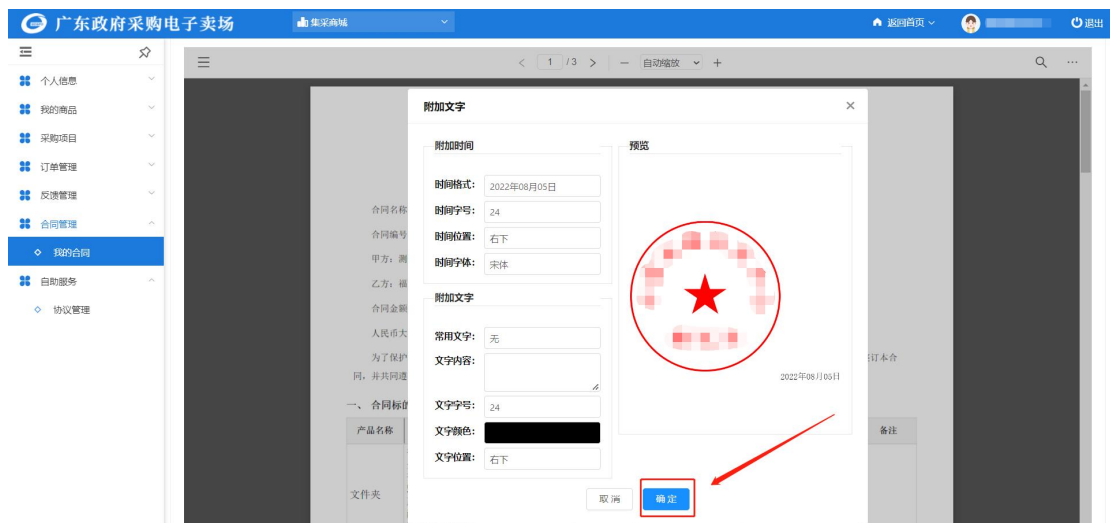 广东政府采购电子卖场
集采商城
返回首页
退出
个人信息
我的商品
采购项目
订单管理
反馈管理
合同管理
我的合同
自助服务
协议管理
1 /3
自动缩放
合同名称
合同编号
甲方：测
乙方：福
合同金额
人民币大
为了保护
签订本合
同，并共同遵
一、合同标的
产品名称
备注
文件夹
附加文字
附加时间
时间格式: 2022年08月05日
时间字号: 24
时间位置: 右下
时间字体: 宋体
附加文字
常用文字: 无
文字内容:
文字字号: 24
文字颜色:
文字位置: 右下
预览
2022年08月05日
取消
确定